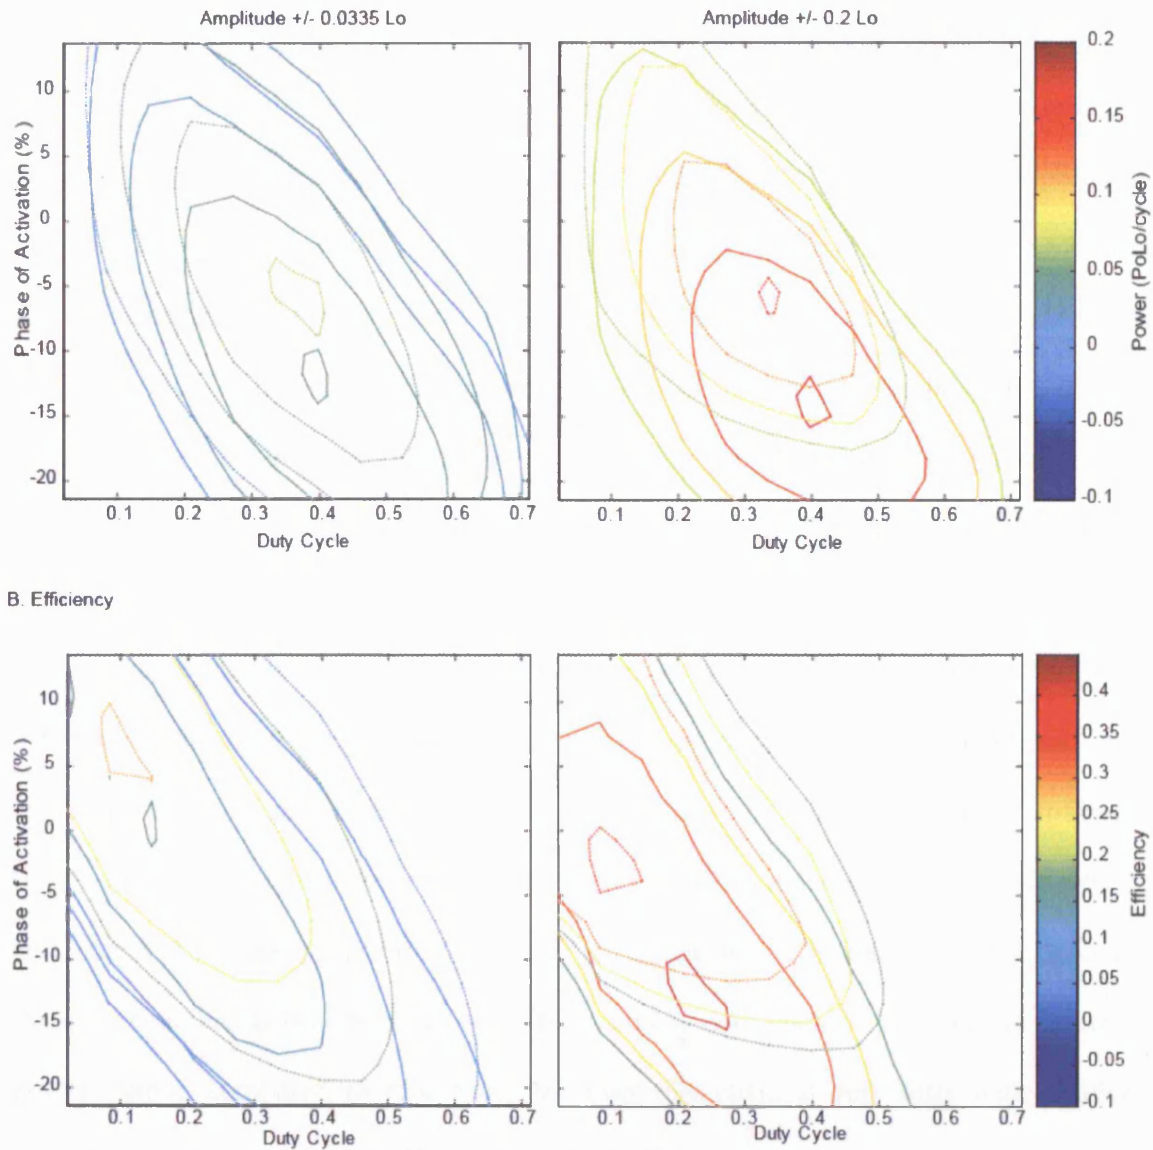 Amplitude +/- 0.0335 Lo
Amplitude +/- 0.2 Lo
Phase of Activation (%)
10
5
0
-5
-10
-15
-20
0.1 0.2 0.3 0.4 0.5 0.6 0.7
Duty Cycle
0.1 0.2 0.3 0.4 0.5 0.6 0.7
Duty Cycle
0.2
0.15
0.1
0.05
0
-0.05
-0.1
Power (PoLo/cycle)
B. Efficiency
Phase of Activation (%)
10
5
0
-5
-10
-15
-20
0.1 0.2 0.3 0.4 0.5 0.6 0.7
Duty Cycle
0.1 0.2 0.3 0.4 0.5 0.6 0.7
Duty Cycle
0.4
0.35
0.3
0.25
0.2
0.15
0.1
0.05
0
-0.05
-0.1
Efficiency